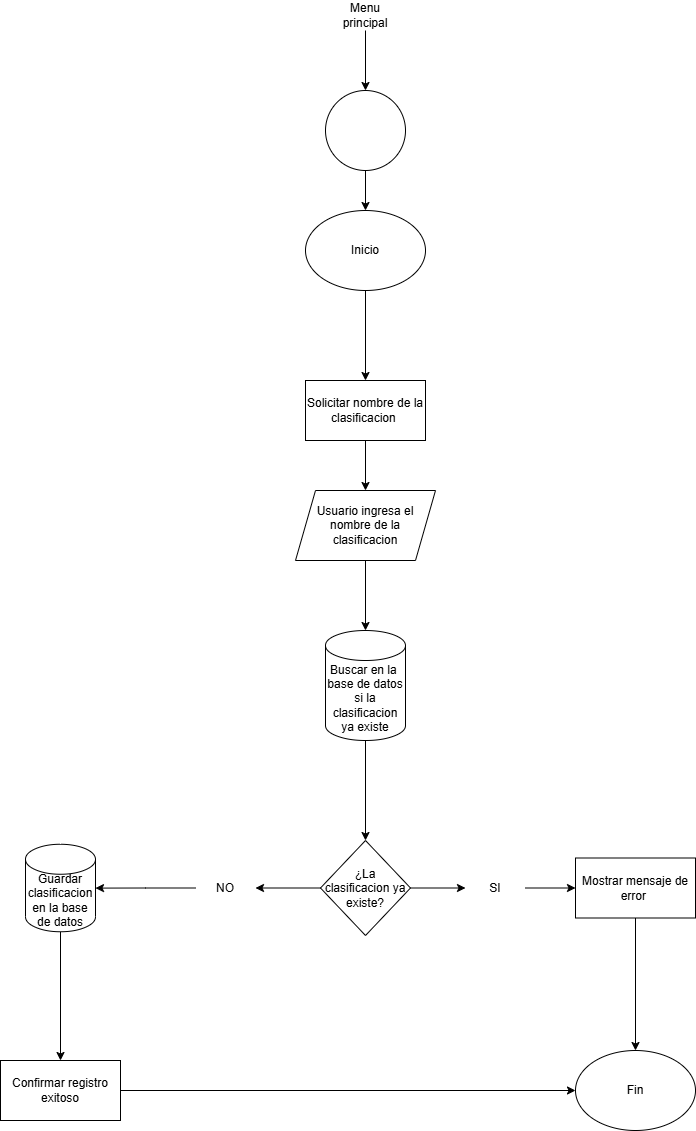 Menu
principal
Inicio
Solicitar nombre de la
clasificacion
Usuario ingresa el
nombre de la
clasificacion
Buscar en la
base de datos
si la
clasificacion
ya existe
¿La
clasificacion ya
existe?
NO
SI
Guardar
clasificacion
en la base
de datos
Mostrar mensaje de
error
Confirmar registro
exitoso
Fin